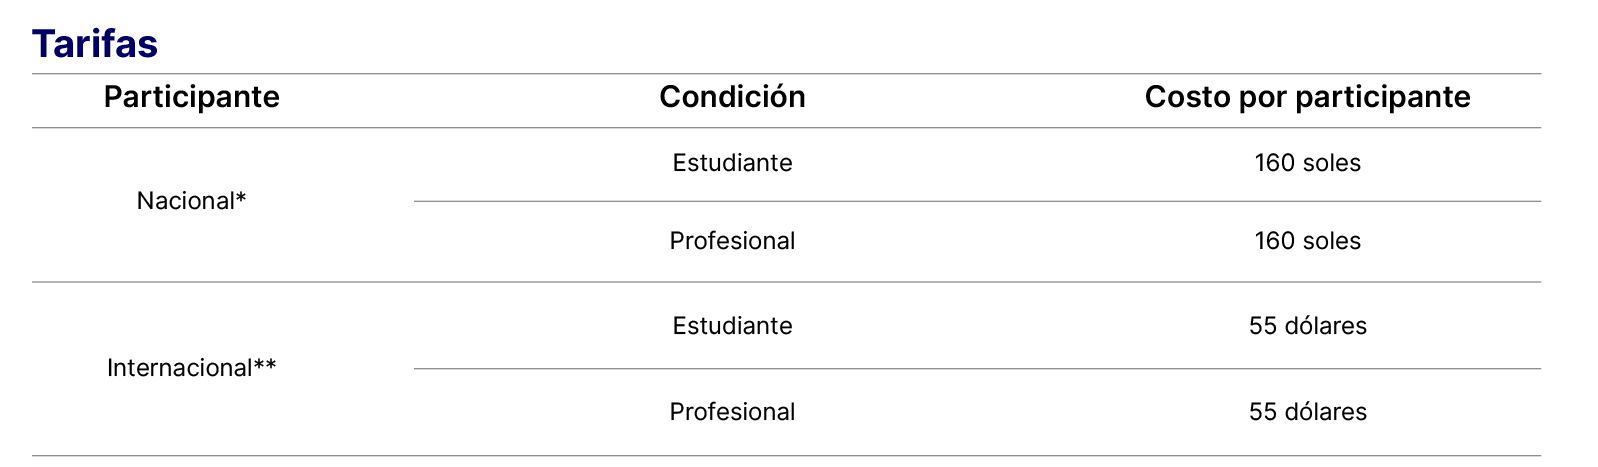 Tarifas
Participante Condición Costo por participante
Nacional*
Estudiante 160 soles
Profesional 160 soles
Internacional**
Estudiante 55 dólares
Profesional 55 dólares